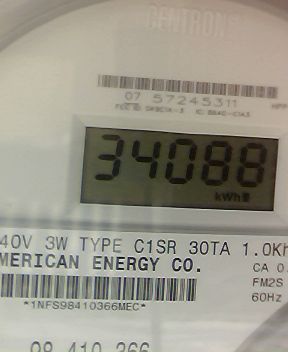 CENTRON®
07 57245311
34088
kWh
40V 3W TYPE C1SR 30TA 1.0Kh
MERICAN ENERGY CO.
CA 0.
FM2S
60Hz
*1NFS98410366MEC*
98 410 366